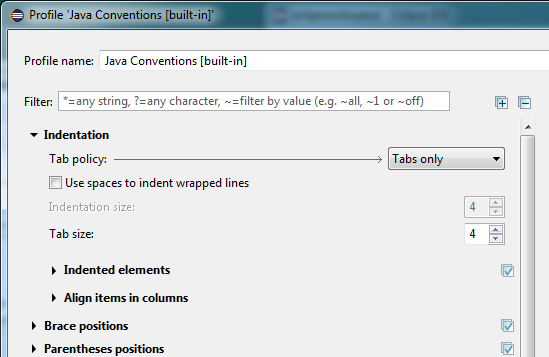 Profile 'Java Conventions [built-in]'
Profile name: Java Conventions [built-in]
Filter: *=any string, ?=any character, ~=filter by value (e.g. ~all, ~1 or ~off)
Indentation
Tab policy: Tabs only
Use spaces to indent wrapped lines
Indentation size: 4
Tab size: 4
Indented elements
Align items in columns
Brace positions
Parentheses positions